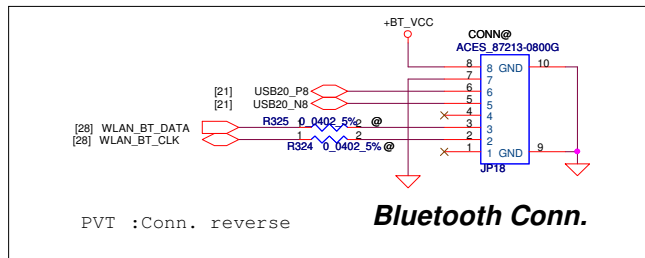 +BT_VCC
CONN@
ACES_87213-0800G
8 8 GND 10
7 7
[21] USB20_P8 6 6
[21] USB20_N8 5 5
4 4
R325 0_0402_5% @
[28] WLAN_BT_DATA 1 2 3 3
[28] WLAN_BT_CLK 1 2 2 2
1 1 GND 9
R324 0_0402_5% @
JP18
PVT :Conn. reverse
Bluetooth Conn.